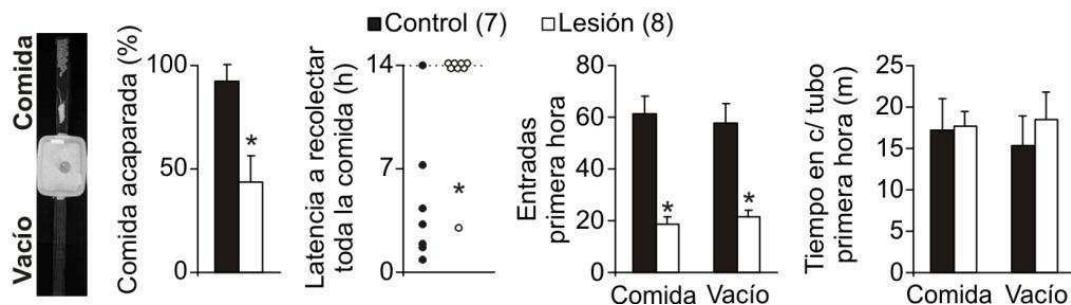 Control (7) Lesión (8)
Comida
Vacío
Comida acaparada (%)
100
50
0
*
Latencia a recolectar
toda la comida (h)
14
7
14
*
Entradas
primera hora
80
60
40
20
0
* *
Comida Vacío
Tiempo en c/ tubo
primera hora (m)
25
20
15
10
5
0
Comida Vacío